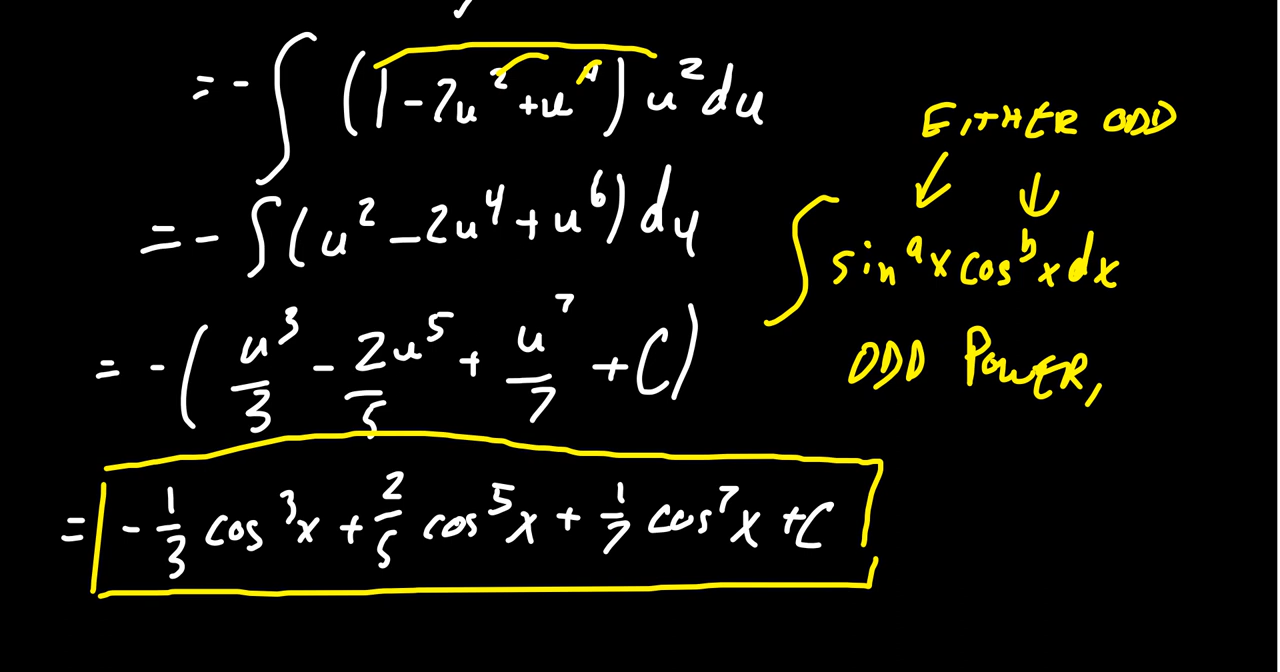 = - ∫ (1 - 2u² + u⁴) u² du
= - ∫ (u² - 2u⁴ + u⁶) du
= - ( u³/3 - 2u⁵/5 + u⁷/7 + C)
= - 1/3 cos³x + 2/5 cos⁵x + 1/7 cos⁷x + C
EITHER ODD
∫ sinᵃx cosᵇx dx
ODD POWER,